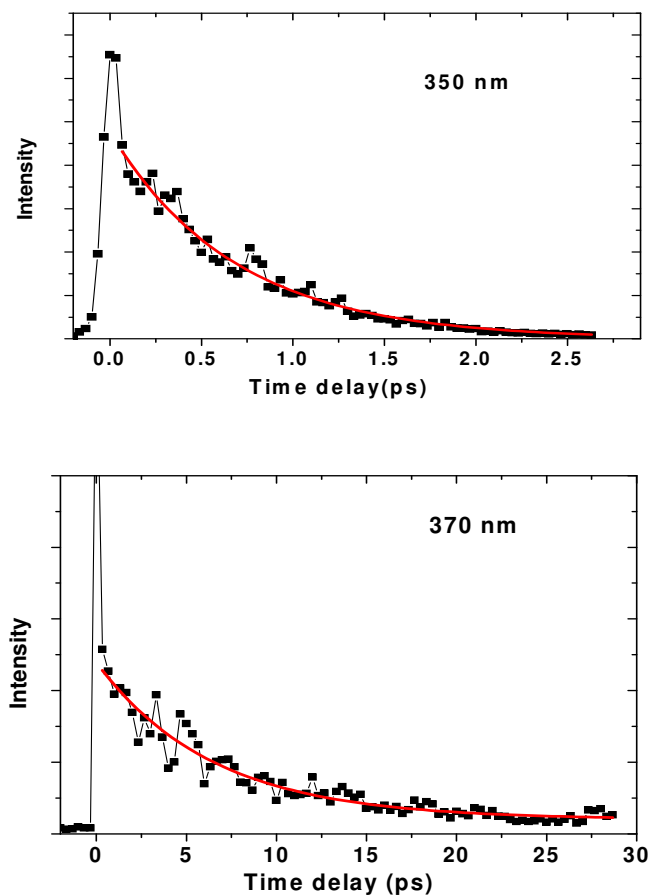 350 nm
Intensity
0.0 0.5 1.0 1.5 2.0 2.5
Time delay(ps)
370 nm
Intensity
0 5 10 15 20 25 30
Time delay (ps)